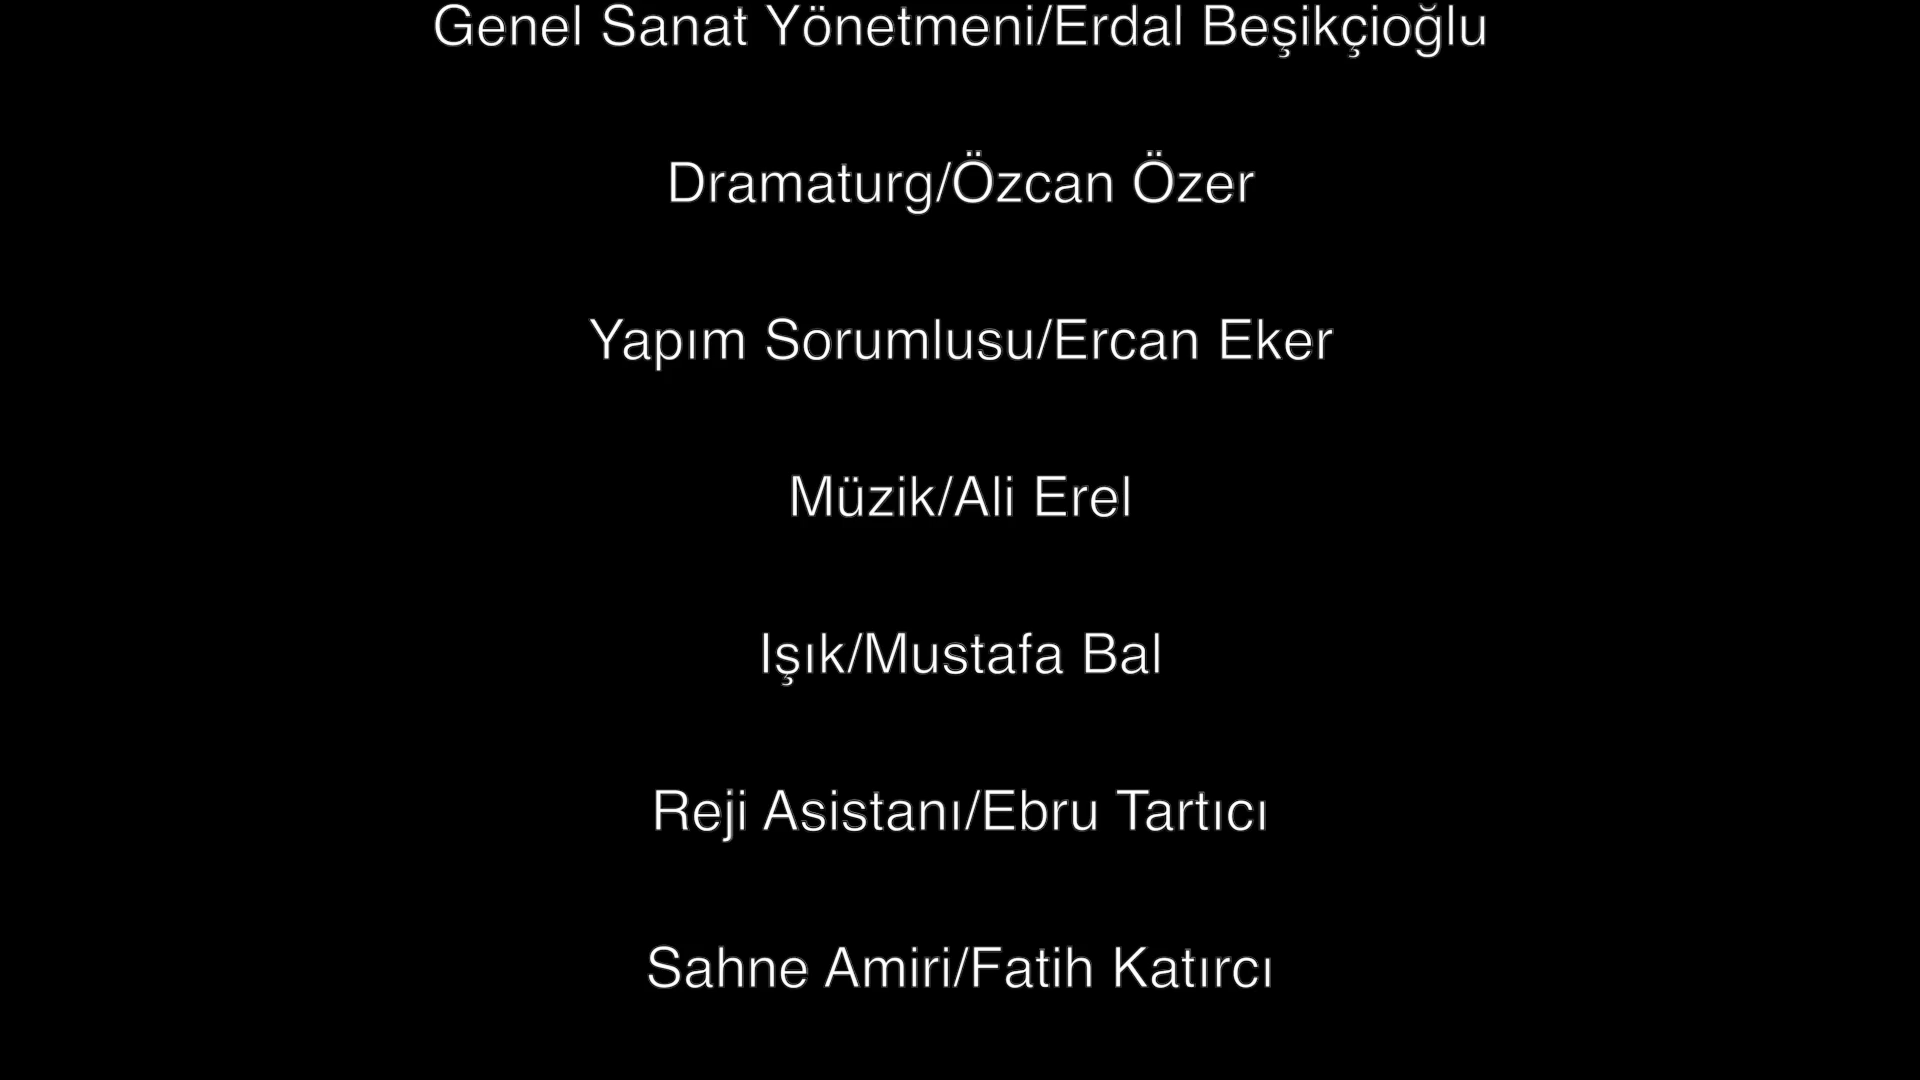 Genel Sanat Yönetmeni/Erdal Beşikçioğlu
Dramaturg/Özcan Özer
Yapım Sorumlusu/Ercan Eker
Müzik/Ali Erel
Işık/Mustafa Bal
Reji Asistanı/Ebru Tartıcı
Sahne Amiri/Fatih Katırcı